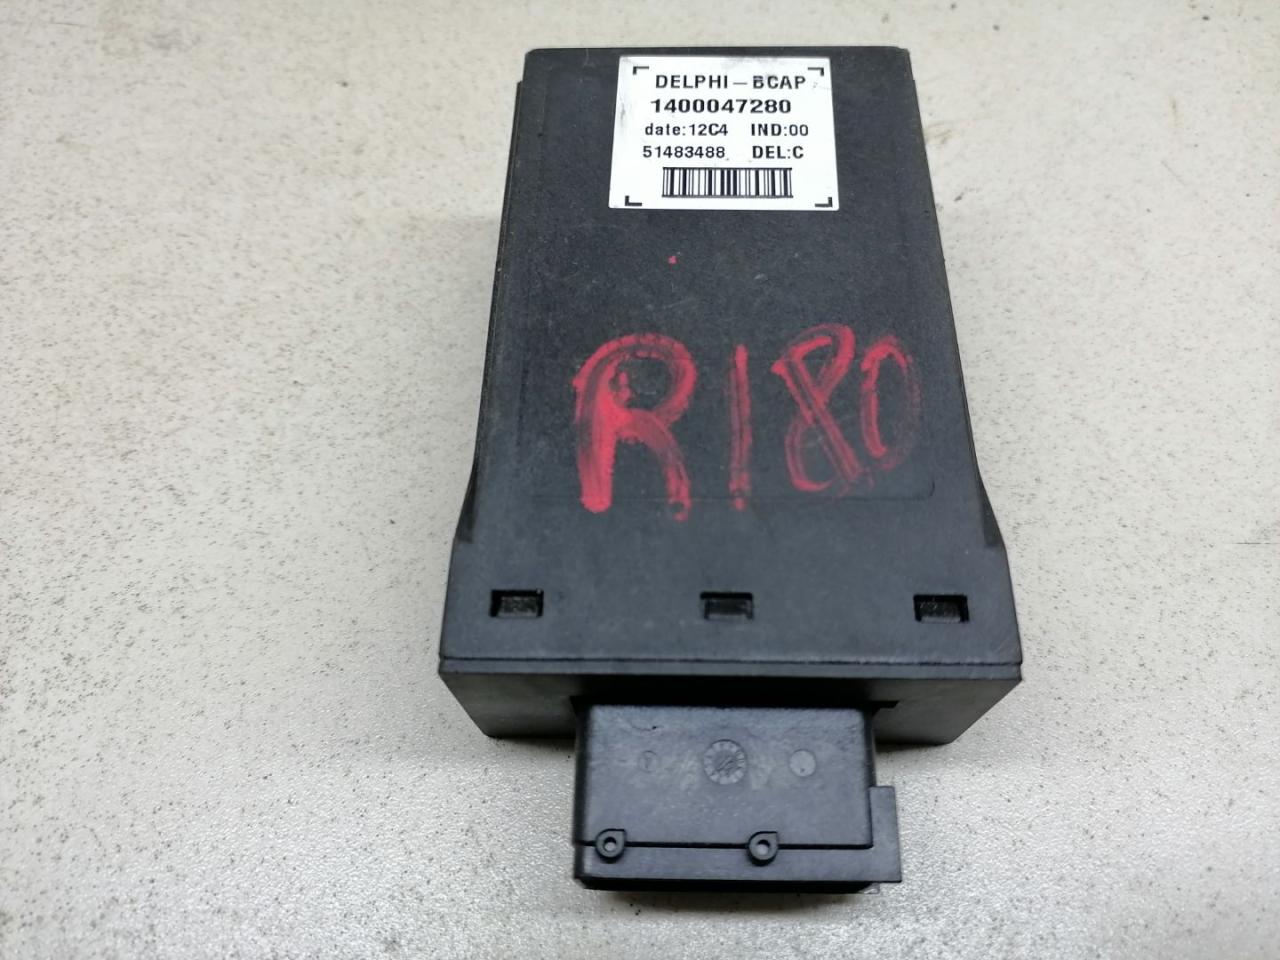 DELPHI-BCAP
1400047280
date:12C4 IND:00
51483488 DEL:C
R180